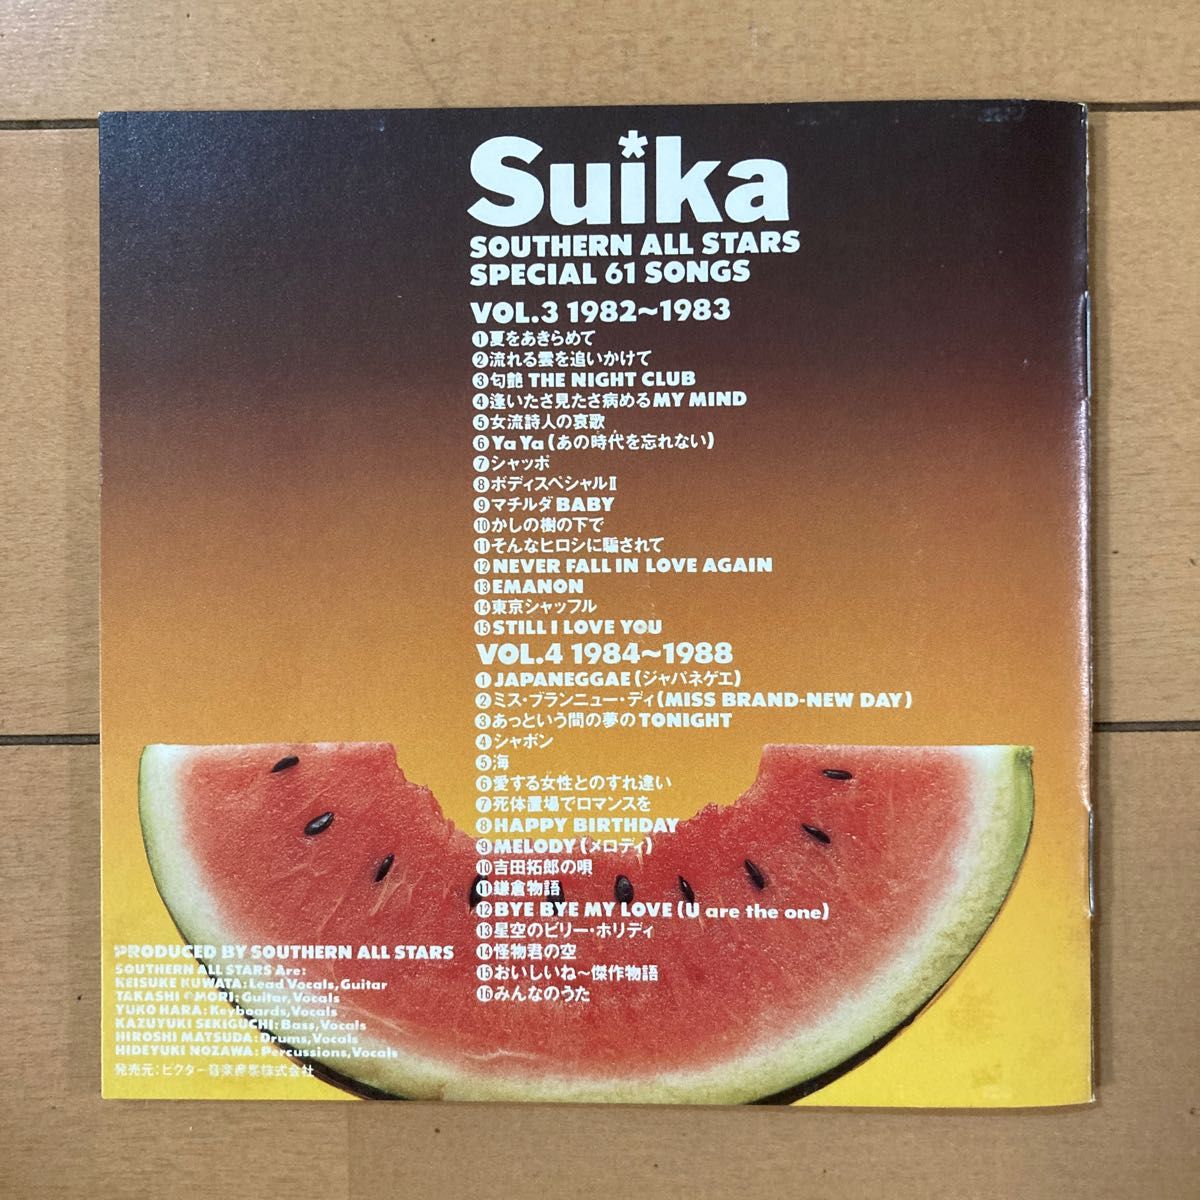 Suika
SOUTHERN ALL STARS
SPECIAL 61 SONGS
VOL.3 1982~1983
①夏をあきらめて
②流れる雲を追いかけて
③匂艶 THE NIGHT CLUB
④逢いたさ見たさ病めるMY MIND
⑤女流詩人の哀歌
⑥Ya Ya (あの時代を忘れない)
⑦シャッポ
⑧ボディスペシャルⅡ
⑨マチルダBABY
⑩かしの樹の下で
⑪そんなヒロシに騙されて
⑫NEVER FALL IN LOVE AGAIN
⑬EMANON
⑭東京シャッフル
⑮STILL I LOVE YOU
VOL.4 1984~1988
①JAPANEGGAE (ジャパネゲエ)
②ミス・ブランニュー・デイ(MISS BRAND-NEW DAY)
③あっという間の夢のTONIGHT
④シャボン
⑤海
⑥愛する女性とのすれ違い
⑦死体置場でロマンスを
⑧HAPPY BIRTHDAY
⑨MELODY (メロディ)
⑩吉田拓郎の唄
⑪鎌倉物語
⑫BYE BYE MY LOVE (U are the one)
⑬星空のビリー・ホリディ
⑭怪物君の空
⑮おいしいね~傑作物語
⑯みんなのうた
PRODUCED BY SOUTHERN ALL STARS
SOUTHERN ALL STARS Are:
KEISUKE KUWATA: Lead Vocals, Guitar
TAKASHI OMORI: Guitar, Vocals
YUKO HARA: Keyboards, Vocals
KAZUYUKI SEKIGUCHI: Bass, Vocals
HIROSHI MATSUDA: Drums, Vocals
HIDEYUKI NOZAWA: Percussions, Vocals
発売元:ビクター音楽産業株式会社